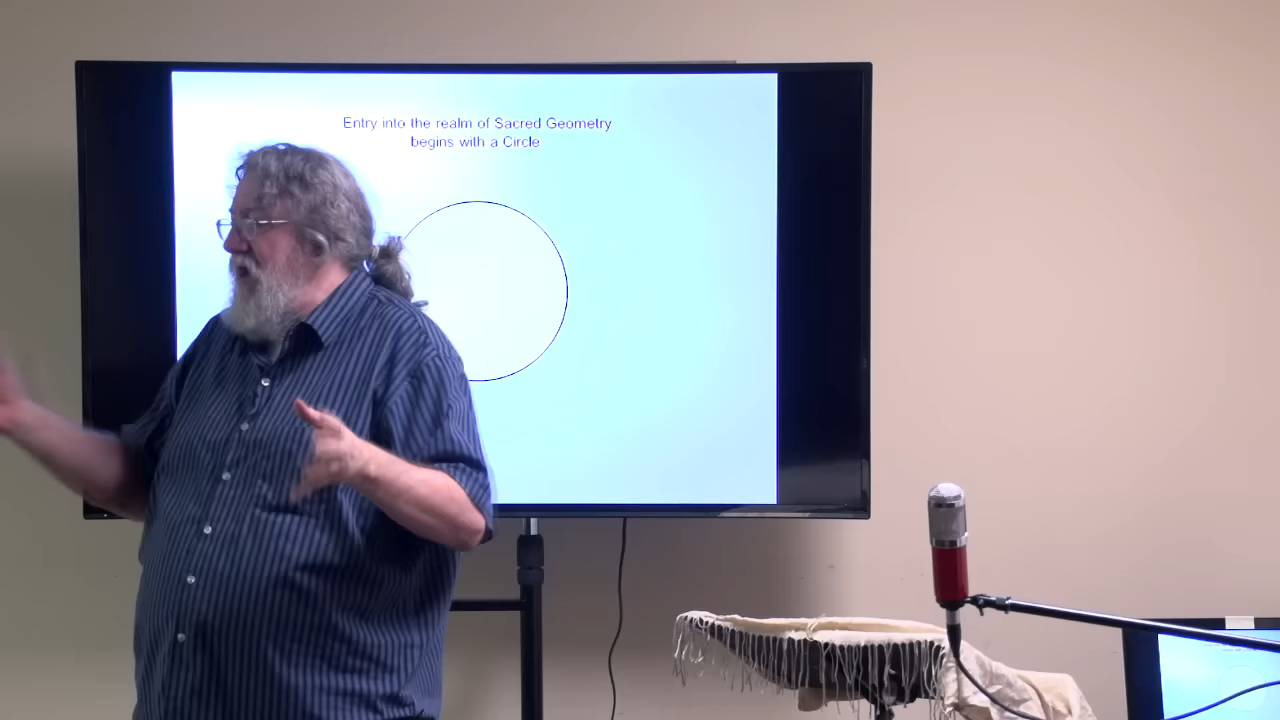 Entry into the realm of Sacred Geometry
begins with a Circle